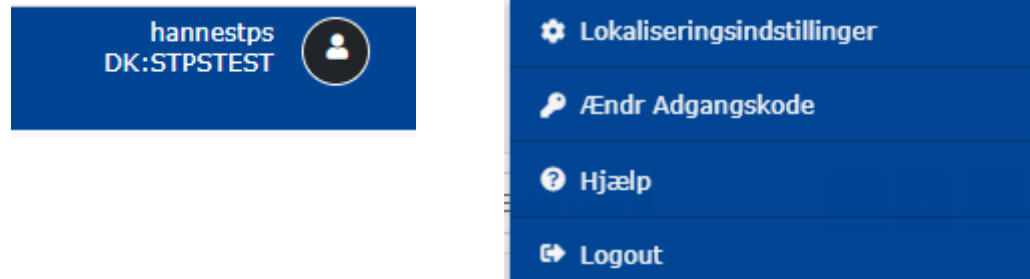 hannestps
DK:STPSTEST
Lokaliseringsindstillinger
Ændr Adgangskode
Hjælp
Logout